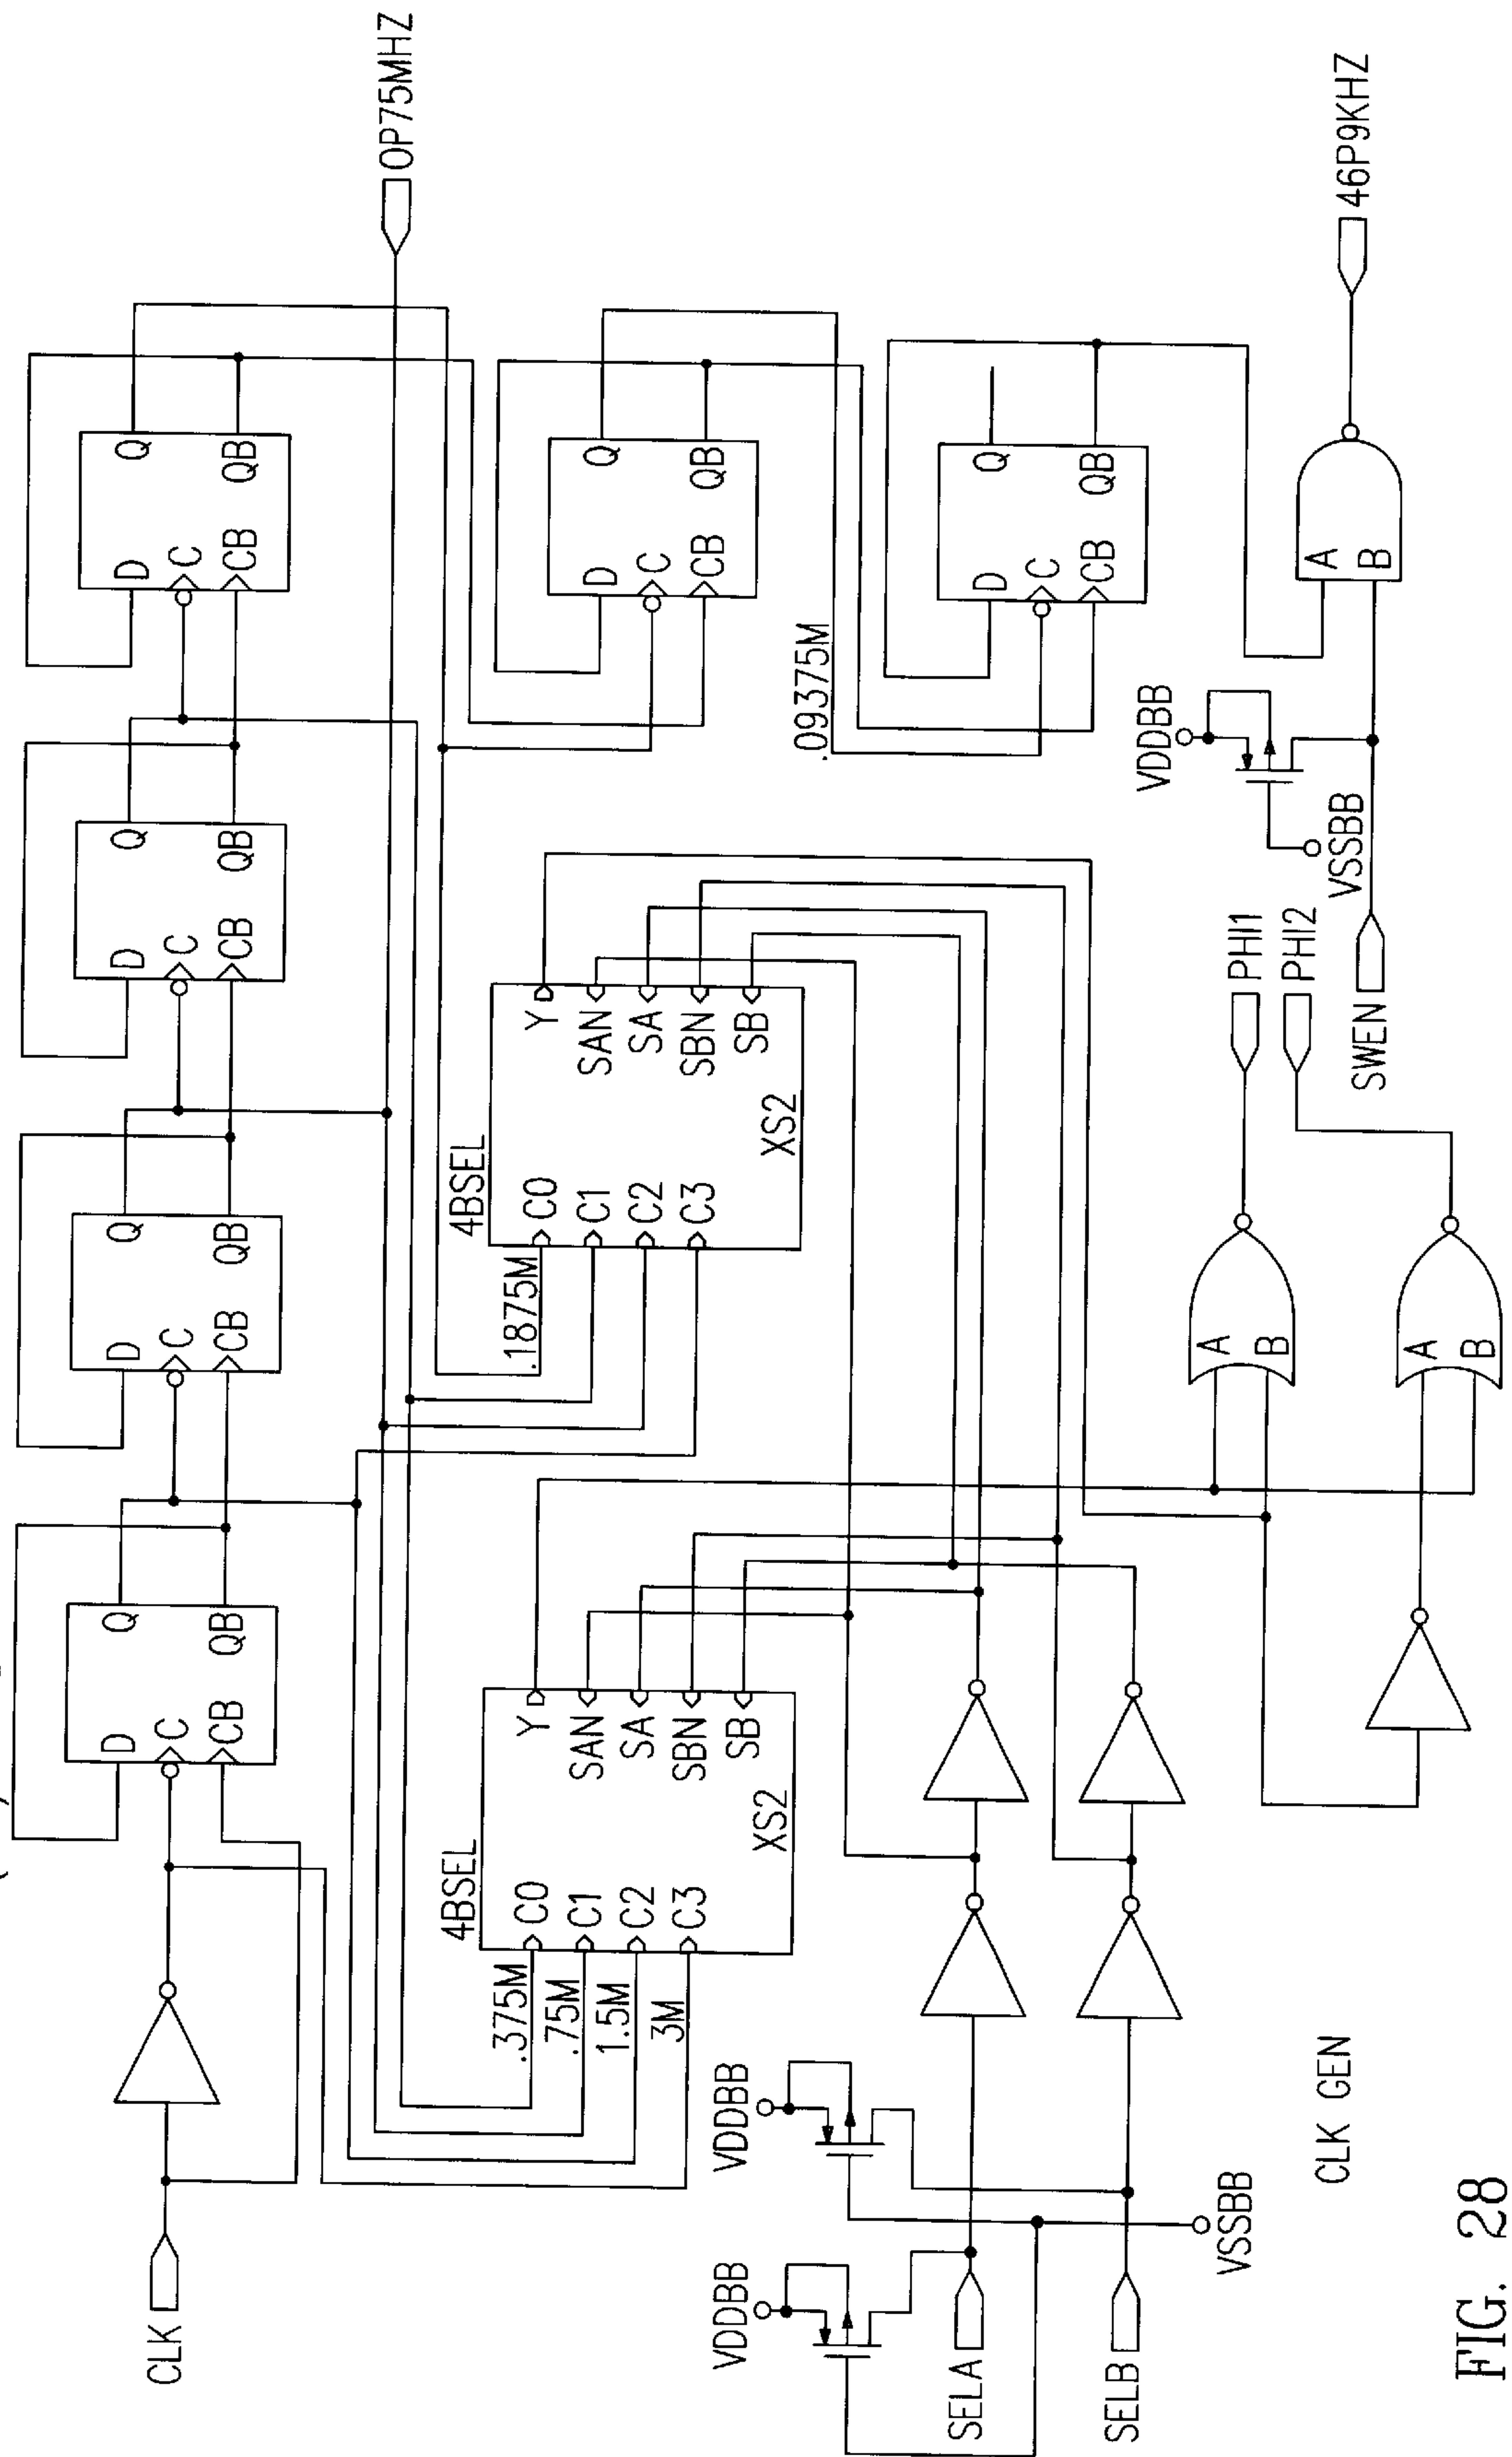 CLK
D
C
CB
Q
QB
D
C
CB
Q
QB
D
C
CB
Q
QB
D
C
CB
Q
QB
0P75MHZ
4BSEL
.375M
.75M
1.5M
3M
C0
C1
C2
C3
Y
SAN
SA
SBN
SB
XS2
4BSEL
.1875M
C0
C1
C2
C3
Y
SAN
SA
SBN
SB
XS2
D
C
CB
Q
QB
.09375M
D
C
CB
Q
QB
VDDBB
VDDBB
SELA
SELB
VSSBB
A
B
PHI1
A
B
PHI2
VDDBB
VSSBB
SWEN
A
B
46P9KHZ
CLK GEN
FIG. 28